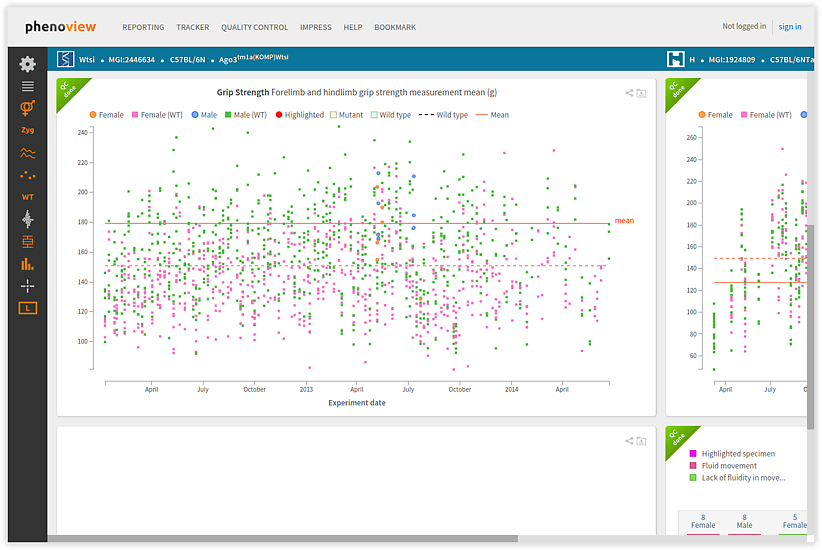 phenoview REPORTING TRACKER QUALITY CONTROL IMPRESS HELP BOOKMARK Not logged in sign in
Wtsi • MGI:2446634 • C57BL/6N • Ago3tm1a(KOMP)Wtsi
H • MGI:1924809 • C57BL/6NTa
Zyg
WT
L
QC
done
Grip Strength Forelimb and hindlimb grip strength measurement mean (g)
Female Female (WT) Male Male (WT) Highlighted Mutant Wild type Wild type Mean
240
220
200
180
160
140
120
100
mean
April July October 2013 April July October 2014 April
Experiment date
QC
done
Female Female (WT)
260
240
220
200
180
160
140
120
100
80
60
April July O
QC
done
Highlighted specimen
Fluid movement
Lack of fluidity in move...
8 8 5
Female Male Female